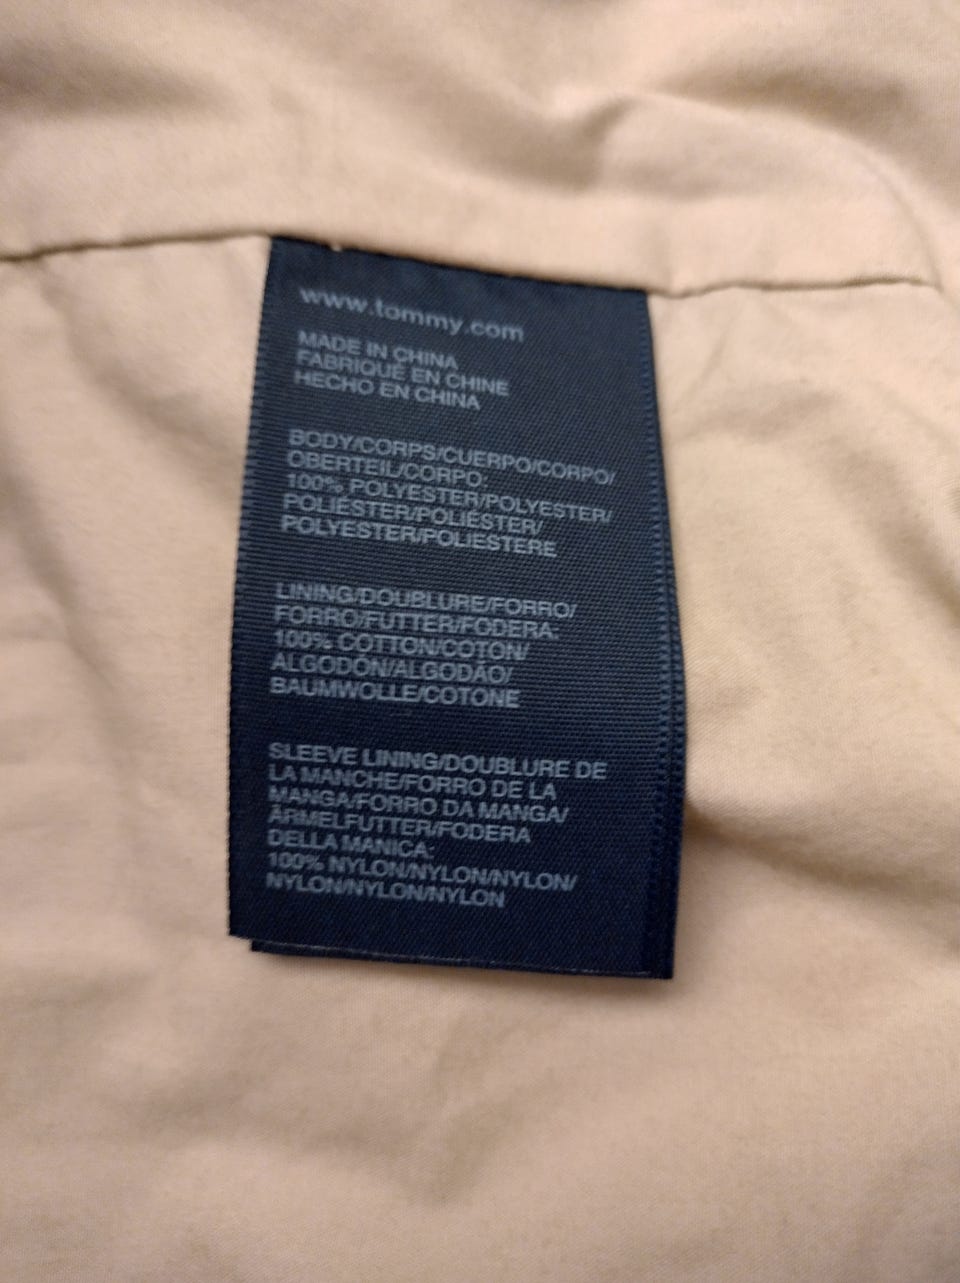 www.tommy.com
MADE IN CHINA
FABRIQUÉ EN CHINE
HECHO EN CHINA
BODY/CORPS/CUERPO/CORPO/
OBERTEIL/CORPO:
100% POLYESTER/POLYESTER/
POLIÉSTER/POLIÉSTER/
POLYESTER/POLIESTERE
LINING/DOUBLURE/FORRO/
FORRO/FUTTER/FODERA:
100% COTTON/COTON/
ALGODÓN/ALGODÃO/
BAUMWOLLE/COTONE
SLEEVE LINING/DOUBLURE DE
LA MANCHE/FORRO DE LA
MANGA/FORRO DA MANGA/
ÄRMELFUTTER/FODERA
DELLA MANICA:
100% NYLON/NYLON/NYLON/
NYLON/NYLON/NYLON